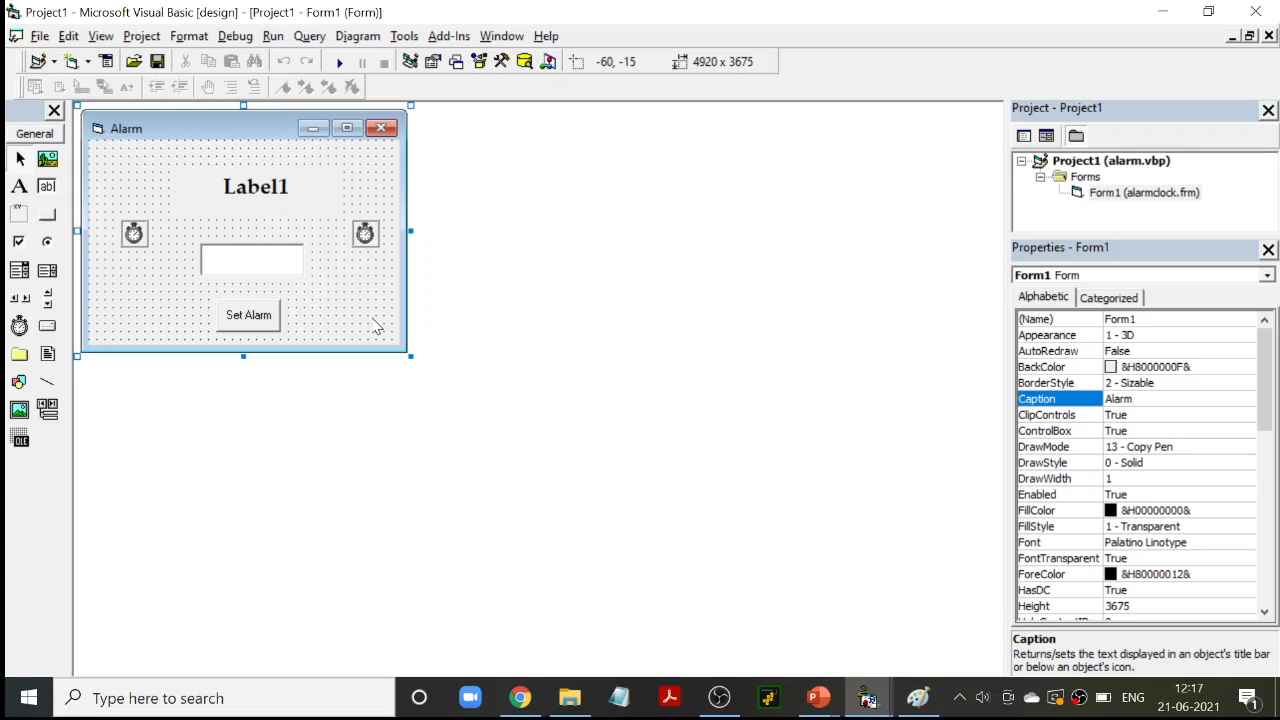 Project1 - Microsoft Visual Basic [design] - [Project1 - Form1 (Form)]
File Edit View Project Format Debug Run Query Diagram Tools Add-Ins Window Help
-60, -15 4920 x 3675
General
A ab|
XY
OLE
Alarm
Label1
Set Alarm
Project - Project1
Project1 (alarm.vbp)
Forms
Form1 (alarmclock.frm)
Properties - Form1
Form1 Form
Alphabetic Categorized
(Name) Form1
Appearance 1 - 3D
AutoRedraw False
BackColor &H8000000F&
BorderStyle 2 - Sizable
Caption Alarm
ClipControls True
ControlBox True
DrawMode 13 - Copy Pen
DrawStyle 0 - Solid
DrawWidth 1
Enabled True
FillColor &H00000000&
FillStyle 1 - Transparent
Font Palatino Linotype
FontTransparent True
ForeColor &H80000012&
HasDC True
Height 3675
Caption
Returns/sets the text displayed in an object's title bar
or below an object's icon.
Type here to search
ENG
12:17
21-06-2021
1